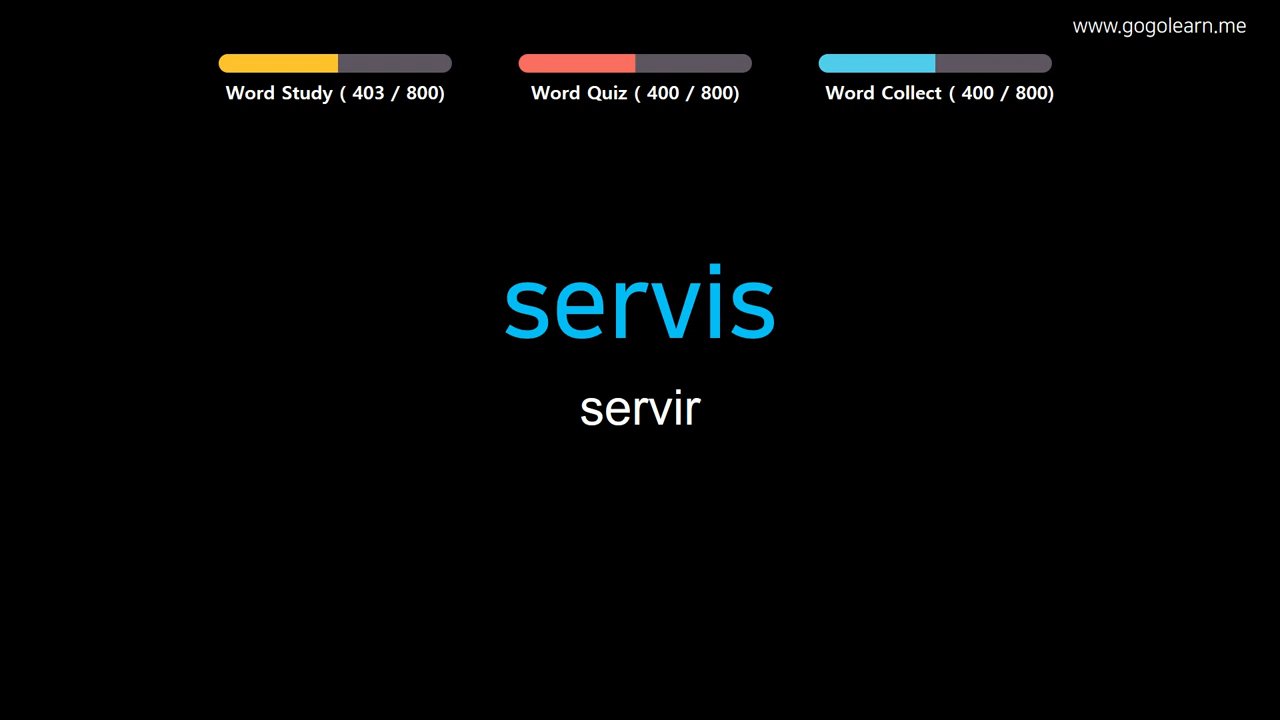 www.gogolearn.me
Word Study ( 403 / 800)
Word Quiz ( 400 / 800)
Word Collect ( 400 / 800)
servis
servir